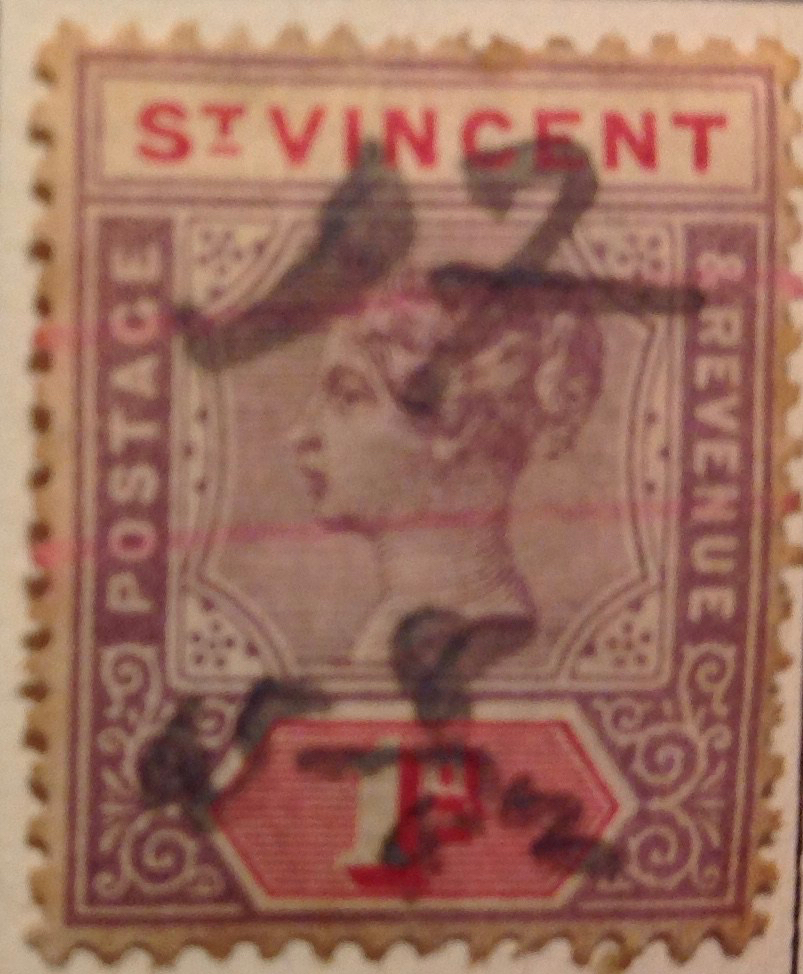 ST VINCENT
POSTAGE
& REVENUE
1D